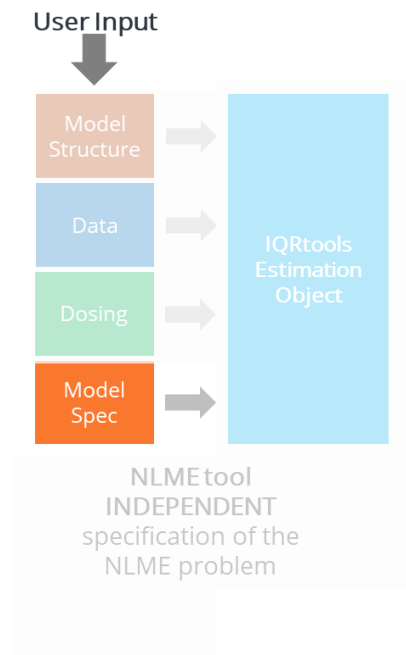 User Input
Model
Structure
Data
Dosing
Model
Spec
IQRtools
Estimation
Object
NLME tool
INDEPENDENT
specification of the
NLME problem